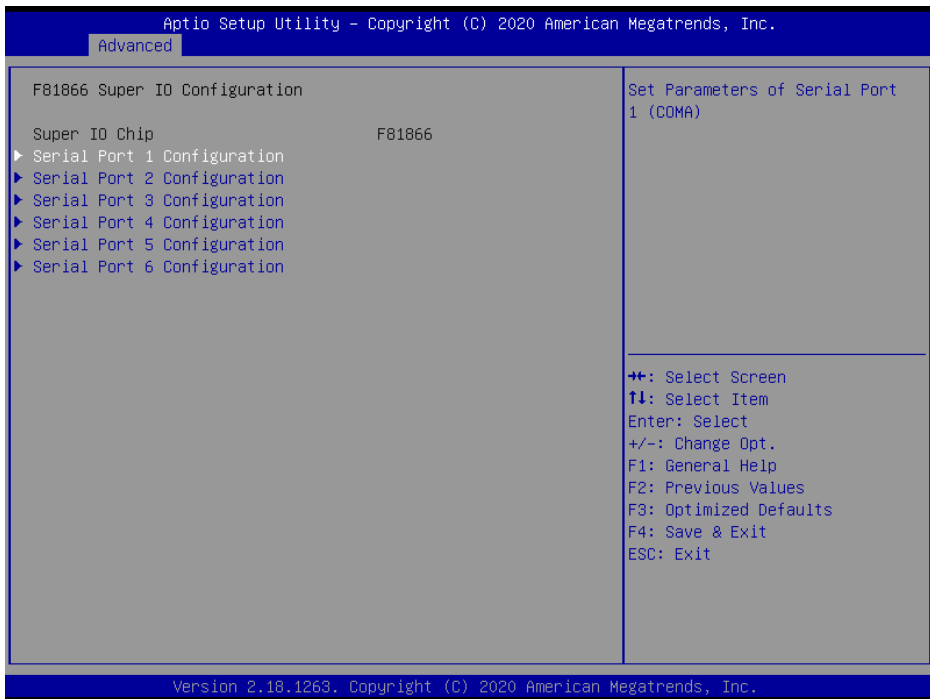 Aptio Setup Utility – Copyright (C) 2020 American Megatrends, Inc.
Advanced
F81866 Super IO Configuration
Super IO Chip F81866
Serial Port 1 Configuration
Serial Port 2 Configuration
Serial Port 3 Configuration
Serial Port 4 Configuration
Serial Port 5 Configuration
Serial Port 6 Configuration
Set Parameters of Serial Port
1 (COMA)
→←: Select Screen
↑↓: Select Item
Enter: Select
+/-: Change Opt.
F1: General Help
F2: Previous Values
F3: Optimized Defaults
F4: Save & Exit
ESC: Exit
Version 2.18.1263. Copyright (C) 2020 American Megatrends, Inc.